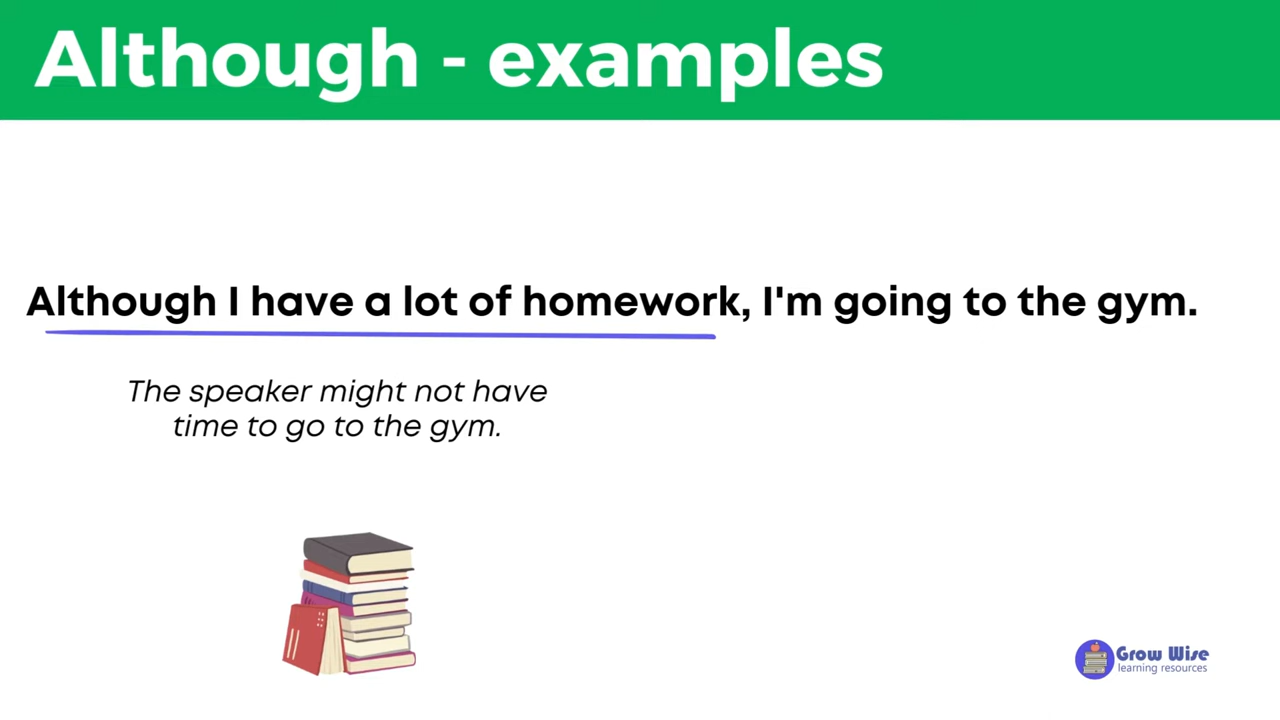 Although - examples
Although I have a lot of homework, I'm going to the gym.
The speaker might not have
time to go to the gym.
Grow Wise
learning resources